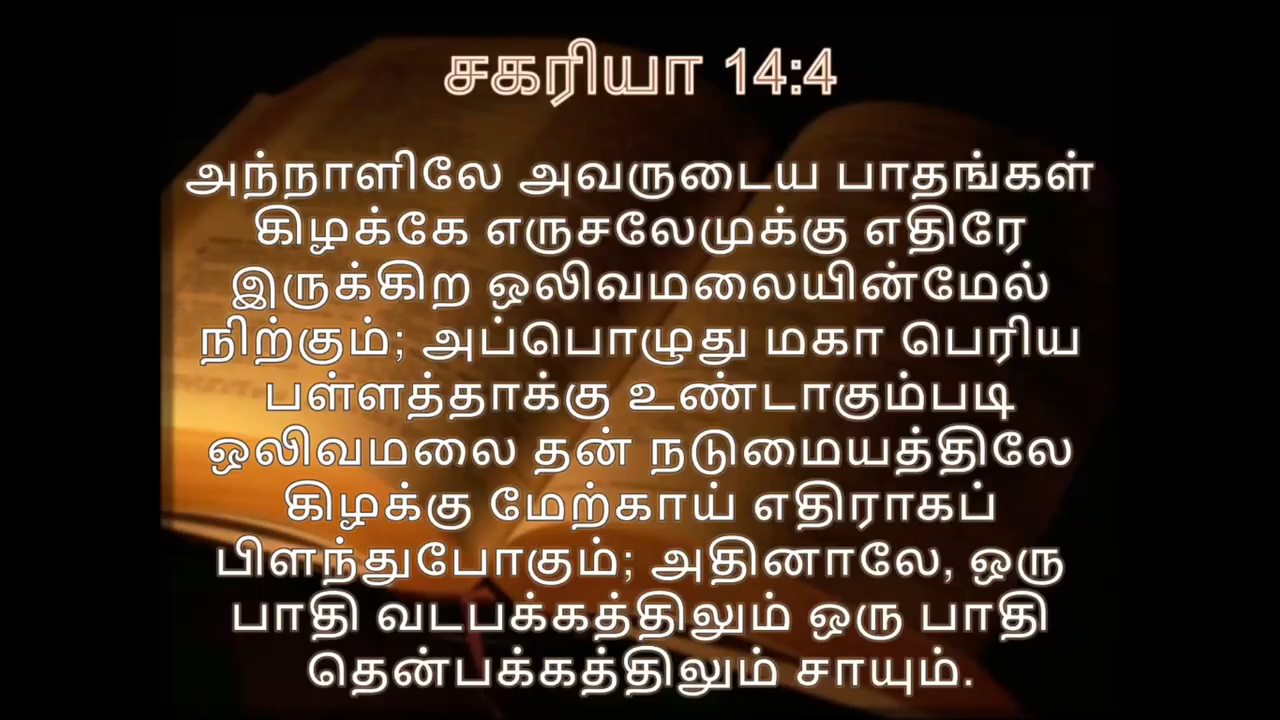 சகரியா 14:4
அந்நாளிலே அவருடைய பாதங்கள்
கிழக்கே எருசலேமுக்கு எதிரே
இருக்கிற ஒலிவமலையின்மேல்
நிற்கும்; அப்பொழுது மகா பெரிய
பள்ளத்தாக்கு உண்டாகும்படி
ஒலிவமலை தன் நடுமையத்திலே
கிழக்கு மேற்காய் எதிராகப்
பிளந்துபோகும்; அதினாலே, ஒரு
பாதி வடபக்கத்திலும் ஒரு பாதி
தென்பக்கத்திலும் சாயும்.